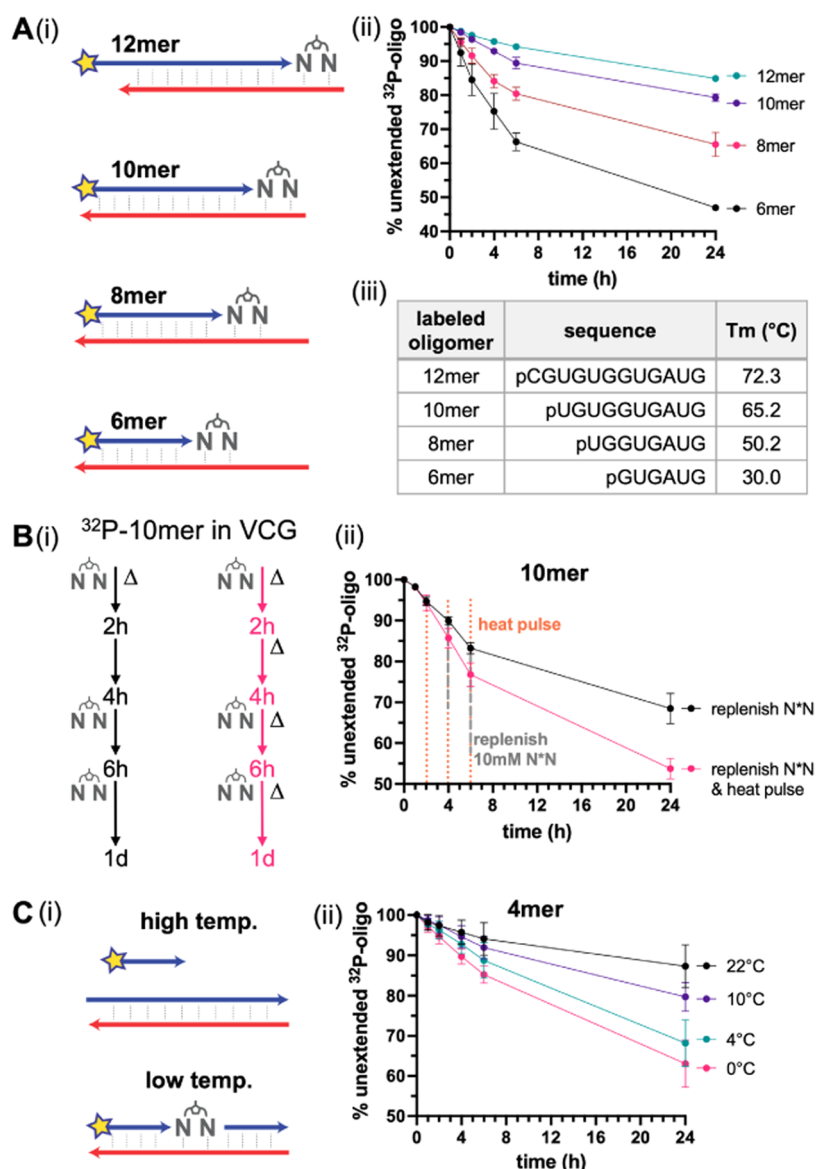 A (i)
12mer
N N
10mer
N N
8mer
N N
6mer
N N
(ii)
% unextended ³²P-oligo
100
90
80
70
60
50
40
0 4 8 12 16 20 24
time (h)
12mer
10mer
8mer
6mer
(iii)
labeled oligomer sequence Tm (°C)
12mer pCGUGUGGUGAUG 72.3
10mer pUGUGGUGAUG 65.2
8mer pUGGUGAUG 50.2
6mer pGUGAUG 30.0
B (i) ³²P-10mer in VCG
N N Δ N N Δ
2h 2h
Δ
4h 4h
N N N N Δ
6h 6h
N N N N Δ
1d 1d
(ii) 10mer
% unextended ³²P-oligo
100
90
80
70
60
50
0 4 8 12 16 20 24
time (h)
heat pulse
replenish
10mM N*N
replenish N*N
replenish N*N
& heat pulse
C (i)
high temp.
low temp.
N N
(ii) 4mer
% unextended ³²P-oligo
100
90
80
70
60
50
0 4 8 12 16 20 24
time (h)
22°C
10°C
4°C
0°C